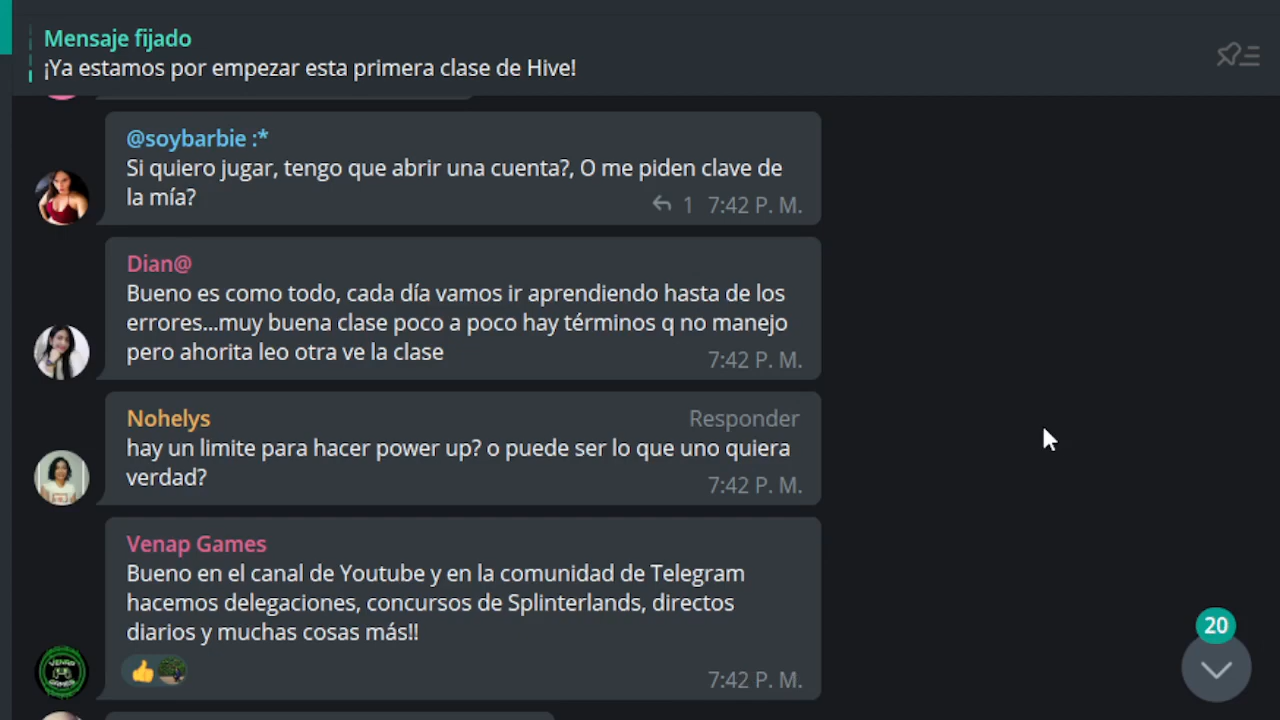 Mensaje fijado
¡Ya estamos por empezar esta primera clase de Hive!
@soybarbie :*
Si quiero jugar, tengo que abrir una cuenta?, O me piden clave de
la mía?
1 7:42 P. M.
Dian@
Bueno es como todo, cada día vamos ir aprendiendo hasta de los
errores...muy buena clase poco a poco hay términos q no manejo
pero ahorita leo otra ve la clase
7:42 P. M.
Nohelys Responder
hay un limite para hacer power up? o puede ser lo que uno quiera
verdad?
7:42 P. M.
Venap Games
Bueno en el canal de Youtube y en la comunidad de Telegram
hacemos delegaciones, concursos de Splinterlands, directos
diarios y muchas cosas más!!
20
VENAP
GAMES
7:42 P. M.